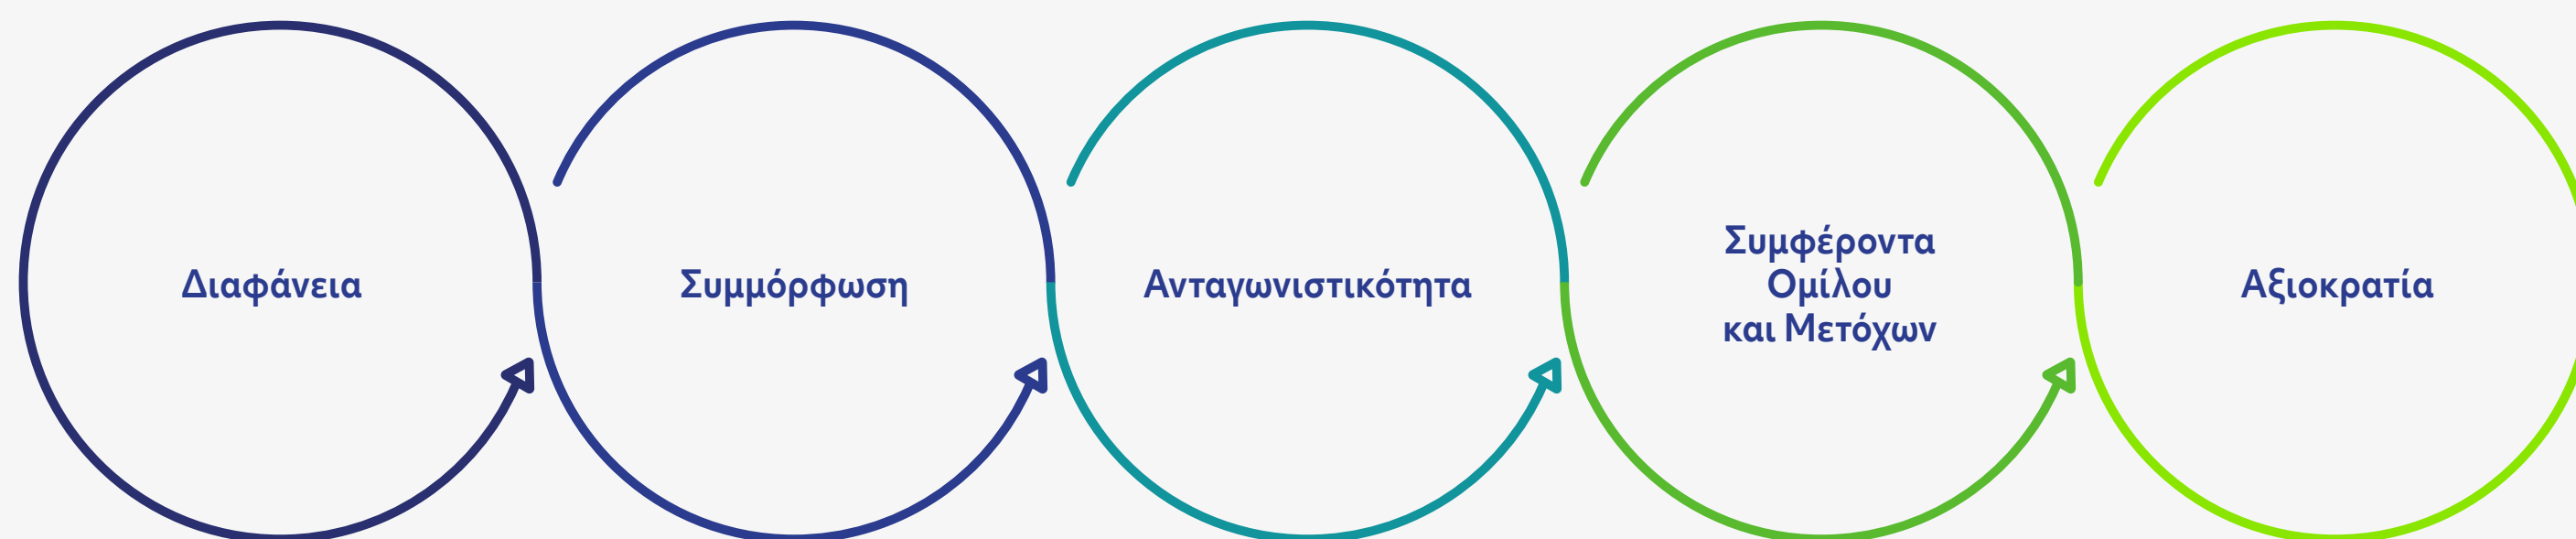 Διαφάνεια
Συμμόρφωση
Ανταγωνιστικότητα
Συμφέροντα
Ομίλου
και Μετόχων
Αξιοκρατία